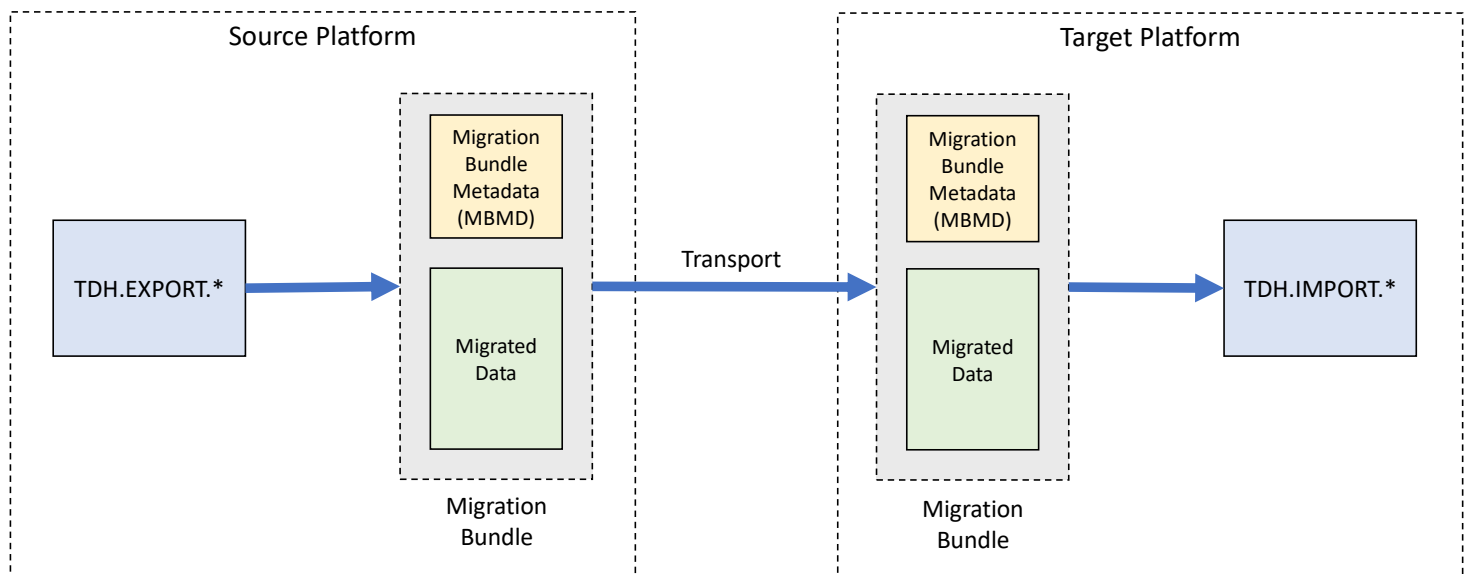 Source Platform
Target Platform
TDH.EXPORT.*
Migration
Bundle
Metadata
(MBMD)
Migrated
Data
Migration
Bundle
Transport
Migration
Bundle
Metadata
(MBMD)
Migrated
Data
Migration
Bundle
TDH.IMPORT.*